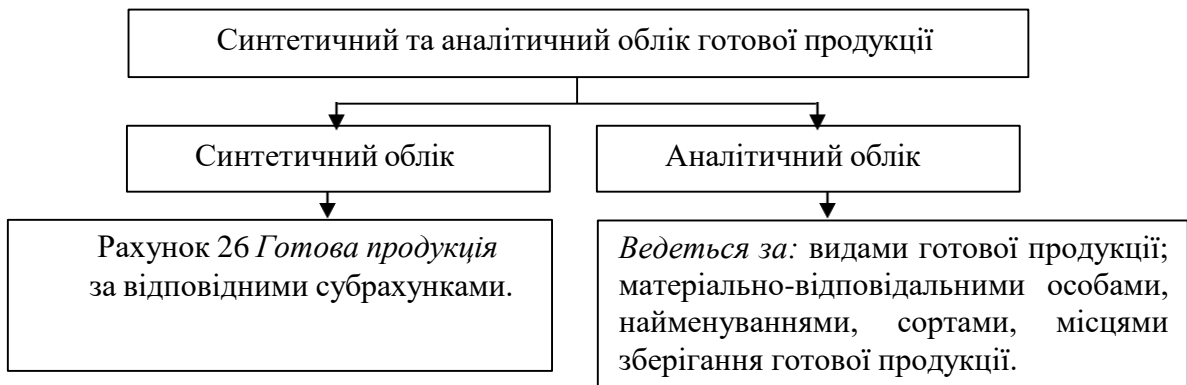 Синтетичний та аналітичний облік готової продукції
Синтетичний облік
Аналітичний облік
Рахунок 26 Готова продукція
за відповідними субрахунками.
Ведеться за: видами готової продукції;
матеріально-відповідальними особами,
найменуваннями, сортами, місцями
зберігання готової продукції.